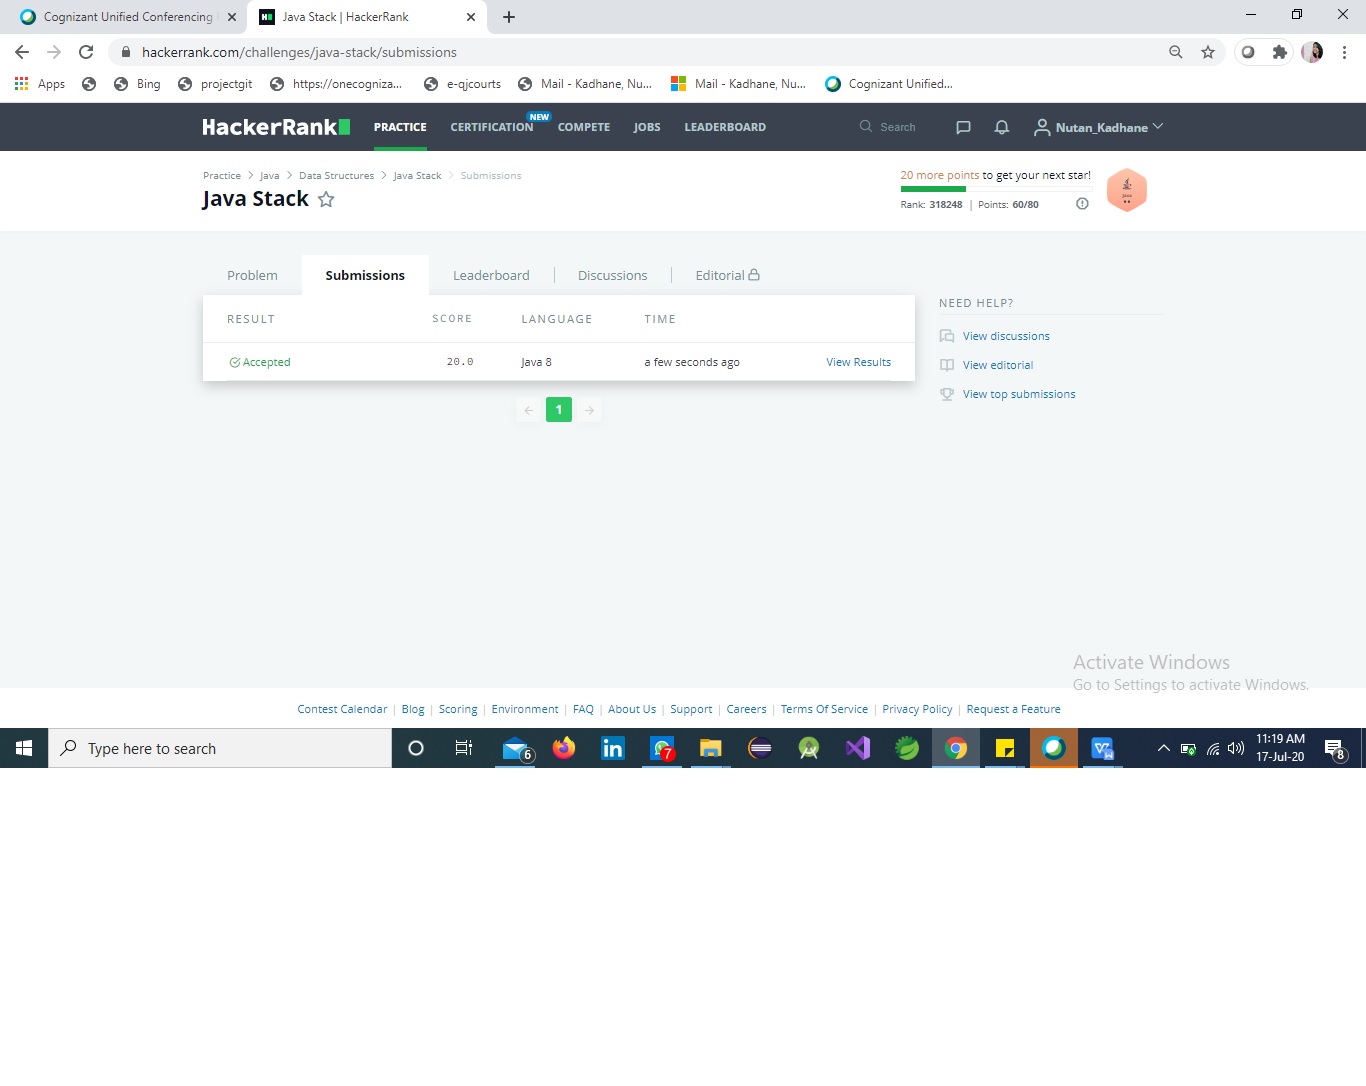 Cognizant Unified Conferencing
Java Stack | HackerRank
hackerrank.com/challenges/java-stack/submissions
Apps Bing projectgit https://onecogniza... e-qjcourts Mail - Kadhane, Nu... Mail - Kadhane, Nu... Cognizant Unified...
HackerRank PRACTICE CERTIFICATION NEW COMPETE JOBS LEADERBOARD Search Nutan_Kadhane
Practice > Java > Data Structures > Java Stack > Submissions
Java Stack
20 more points to get your next star!
Rank: 318248 | Points: 60/80
Java
Problem Submissions Leaderboard Discussions Editorial
RESULT SCORE LANGUAGE TIME
Accepted 20.0 Java 8 a few seconds ago View Results
1
NEED HELP?
View discussions
View editorial
View top submissions
Activate Windows
Go to Settings to activate Windows.
Contest Calendar | Blog | Scoring | Environment | FAQ | About Us | Support | Careers | Terms Of Service | Privacy Policy | Request a Feature
Type here to search
6
in
7
11:19 AM
17-Jul-20
8